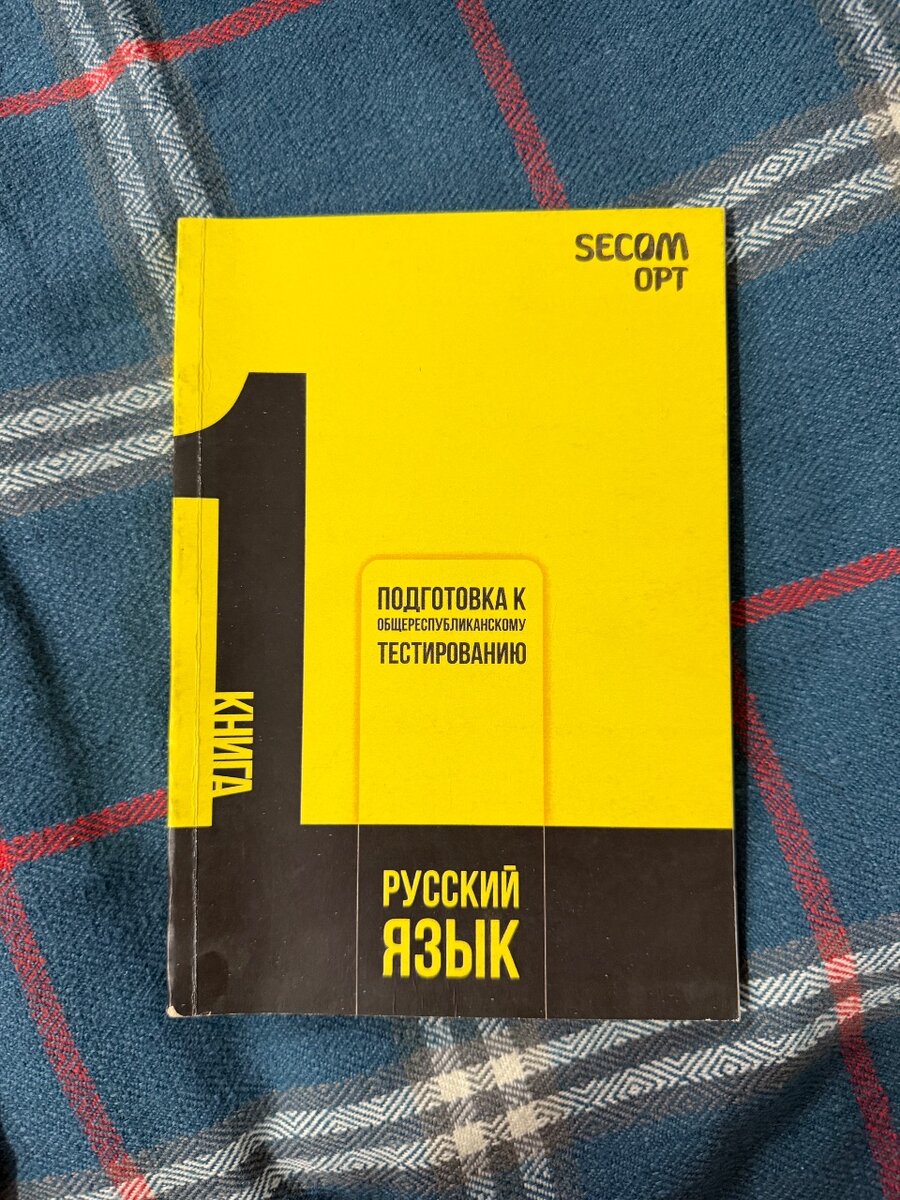 SECOM
ОРТ
1
КНИГА
ПОДГОТОВКА К
ОБЩЕРЕСПУБЛИКАНСКОМУ
ТЕСТИРОВАНИЮ
РУССКИЙ
ЯЗЫК